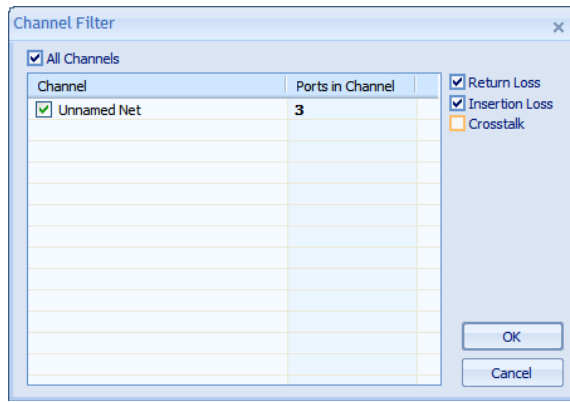 Channel Filter
All Channels
Channel Ports in Channel
Unnamed Net 3
Return Loss
Insertion Loss
Crosstalk
OK
Cancel